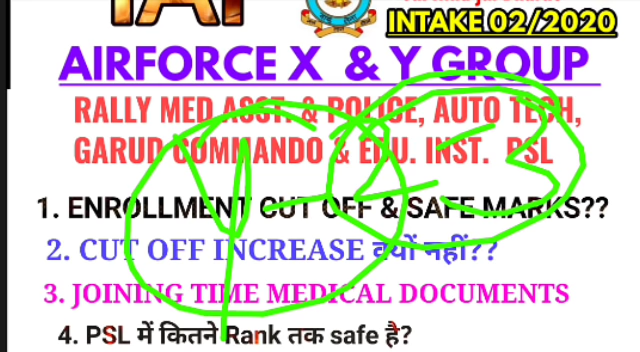 INTAKE 02/2020
AIRFORCE X & Y GROUP
RALLY MED ASST. & POLICE, AUTO TECH,
GARUD COMMANDO & EDU. INST. PSL
1. ENROLLMENT CUT OFF & SAFE MARKS??
2. CUT OFF INCREASE क्यों नहीं??
3. JOINING TIME MEDICAL DOCUMENTS
4. PSL में कितने Rank तक safe है?